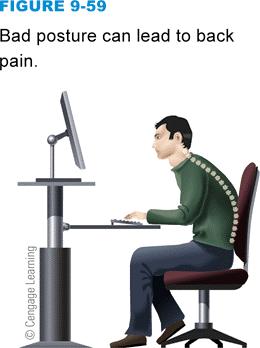 FIGURE 9-59
Bad posture can lead to back
pain.
© Cengage Learning